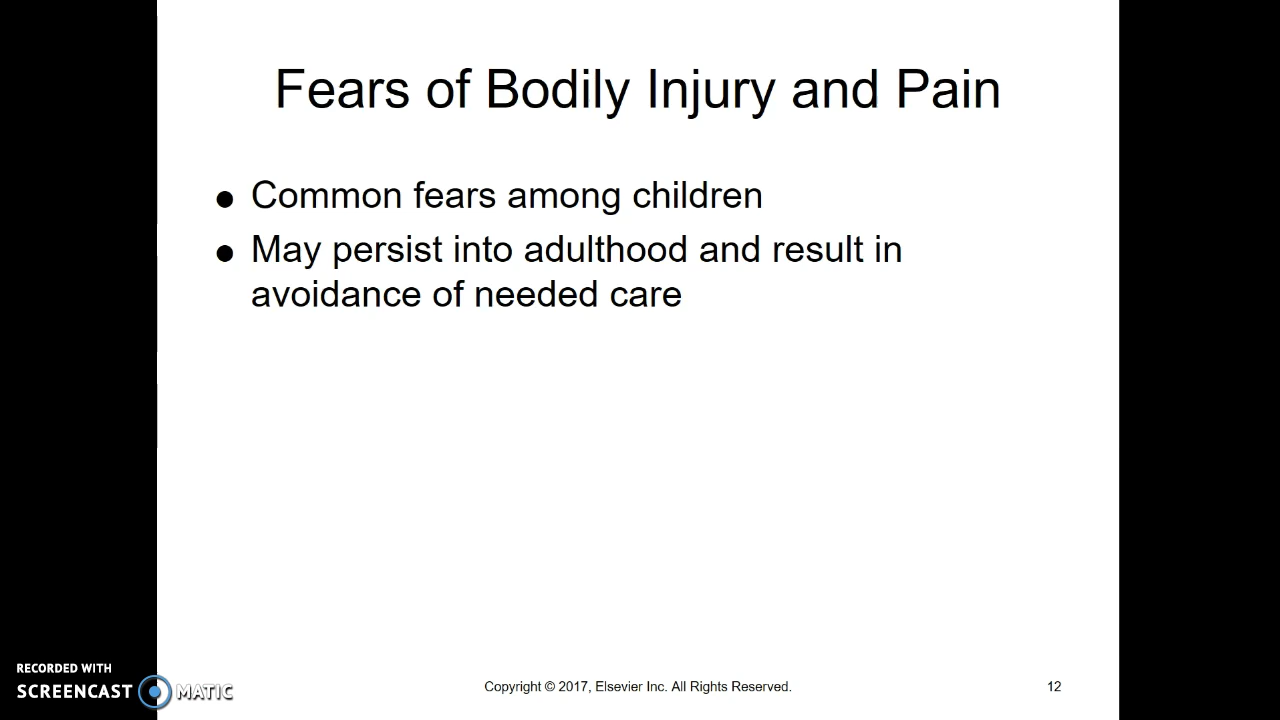 Fears of Bodily Injury and Pain
● Common fears among children
● May persist into adulthood and result in
avoidance of needed care
RECORDED WITH
SCREENCAST MATIC
Copyright © 2017, Elsevier Inc. All Rights Reserved.
12